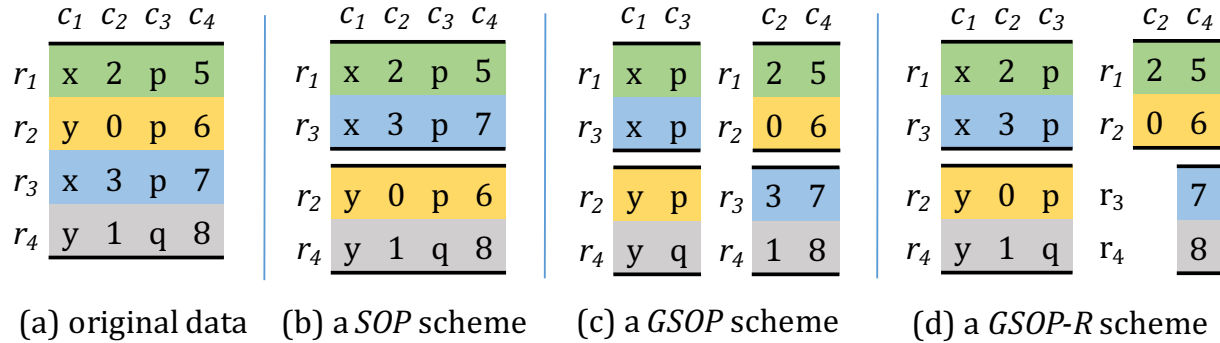 c1 c2 c3 c4
r1 x 2 p 5
r2 y 0 p 6
r3 x 3 p 7
r4 y 1 q 8
(a) original data
c1 c2 c3 c4
r1 x 2 p 5
r3 x 3 p 7
r2 y 0 p 6
r4 y 1 q 8
(b) a SOP scheme
c1 c3 c2 c4
r1 x p r1 2 5
r3 x p r2 0 6
r2 y p r3 3 7
r4 y q r4 1 8
(c) a GSOP scheme
c1 c2 c3 c2 c4
r1 x 2 p r1 2 5
r3 x 3 p r2 0 6
r2 y 0 p r3 7
r4 y 1 q r4 8
(d) a GSOP-R scheme